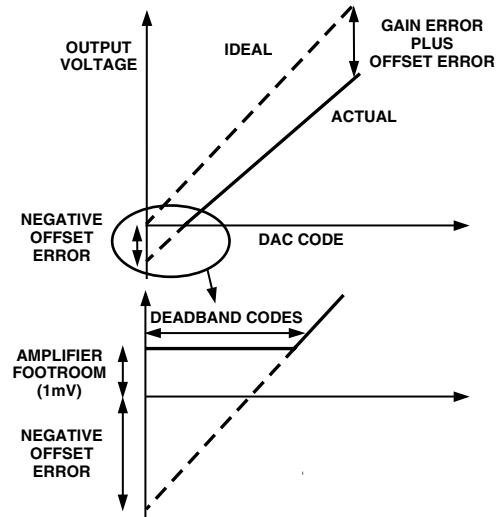 OUTPUT
VOLTAGE
IDEAL
GAIN ERROR
PLUS
OFFSET ERROR
ACTUAL
NEGATIVE
OFFSET
ERROR
DAC CODE
DEADBAND CODES
AMPLIFIER
FOOTROOM
(1mV)
NEGATIVE
OFFSET
ERROR